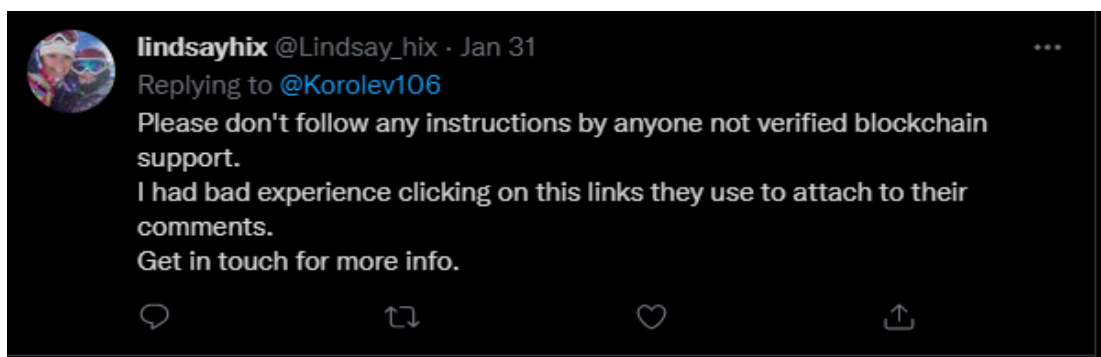 lindsayhix @Lindsay_hix · Jan 31
Replying to @Korolev106
Please don't follow any instructions by anyone not verified blockchain
support.
I had bad experience clicking on this links they use to attach to their
comments.
Get in touch for more info.